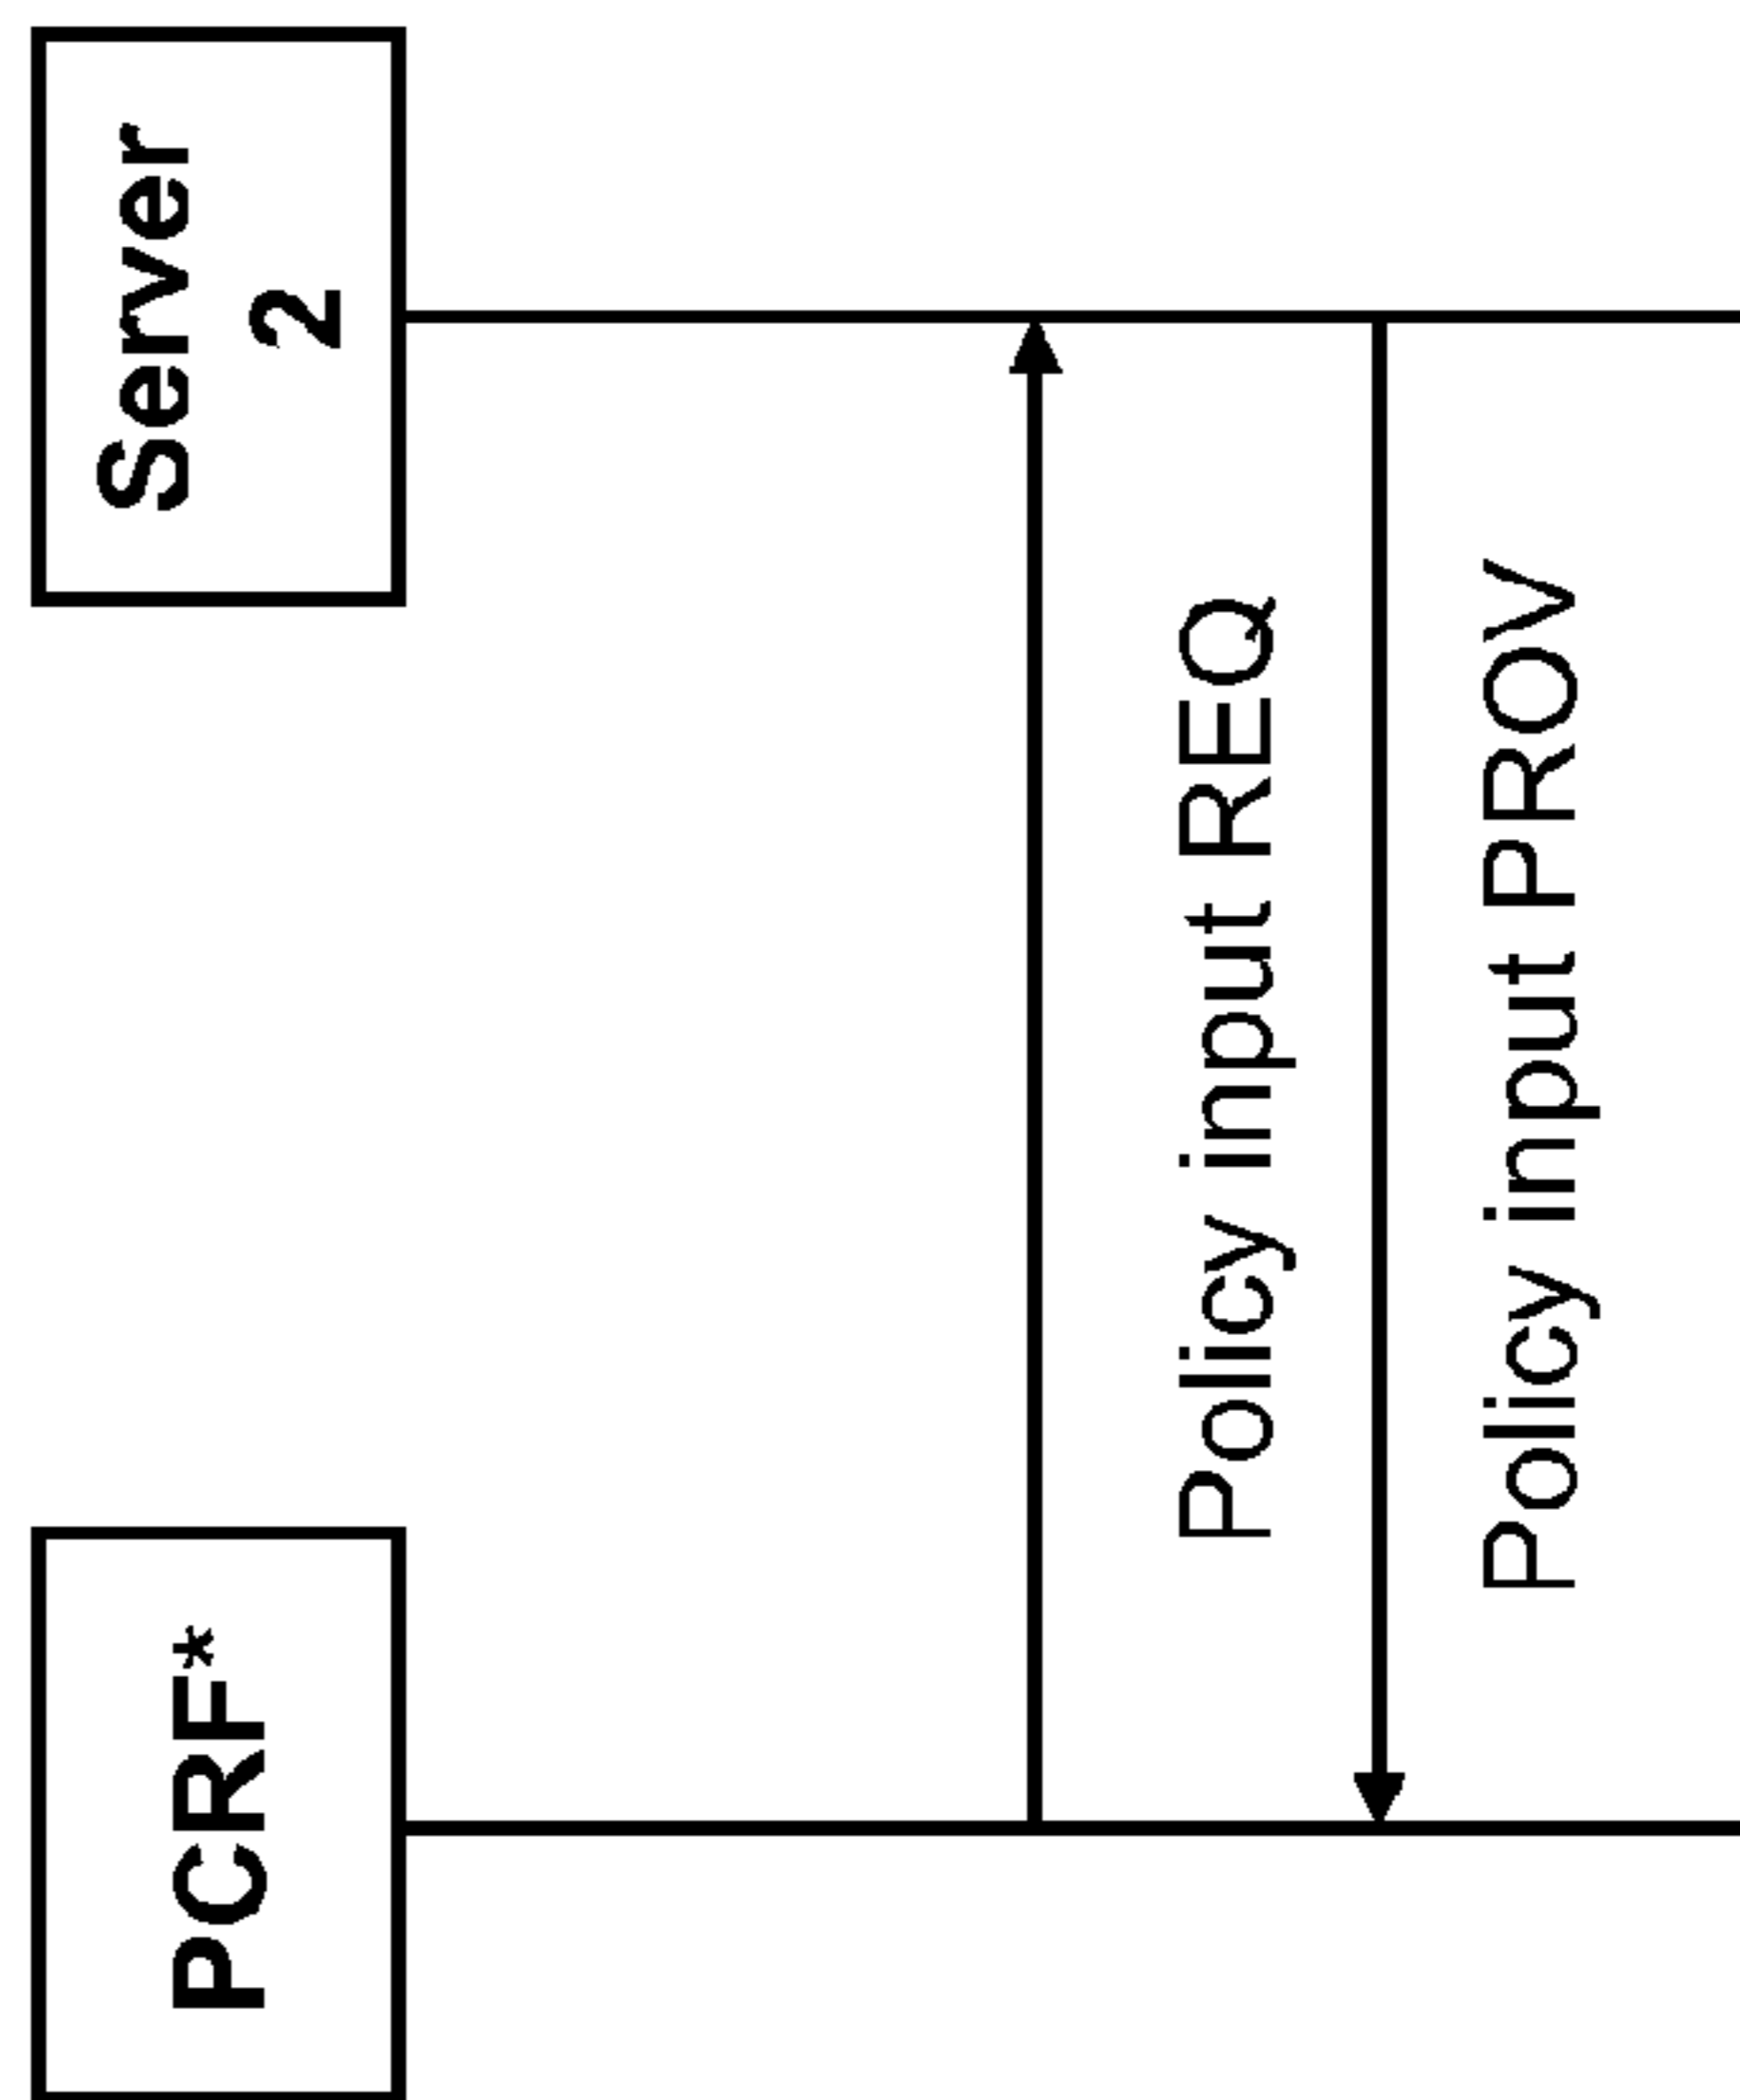 PCRF*
Server
2
Policy input REQ
Policy input PROV